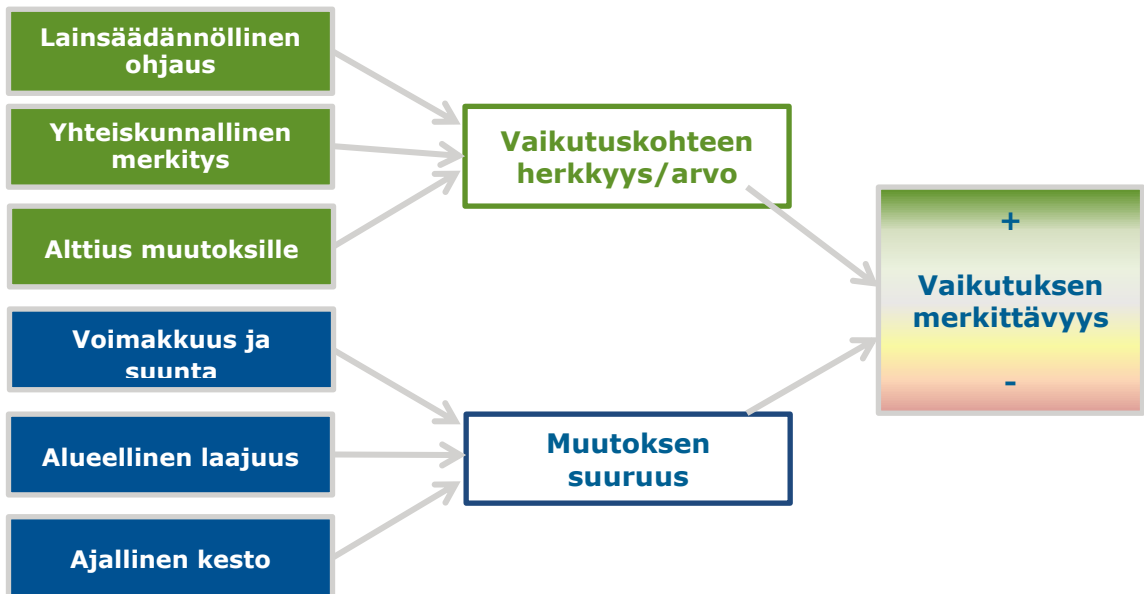 Lainsäädännöllinen
ohjaus
Yhteiskunnallinen
merkitys
Alttius muutoksille
Voimakkuus ja
suunta
Alueellinen laajuus
Ajallinen kesto
Vaikutuskohteen
herkkyys/arvo
Muutoksen
suuruus
+
Vaikutuksen
merkittävyys
-